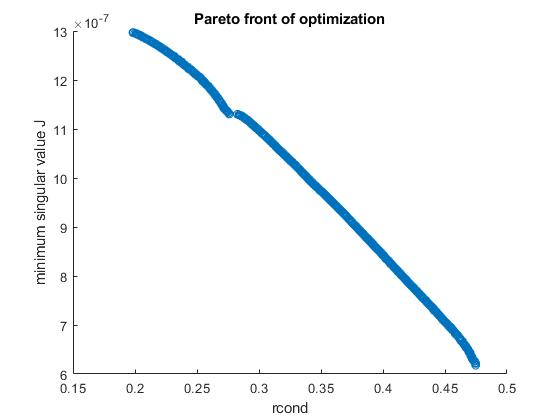 Pareto front of optimization
×10⁻⁷
13
12
11
10
9
8
7
6
minimum singular value J
0.15 0.2 0.25 0.3 0.35 0.4 0.45 0.5
rcond